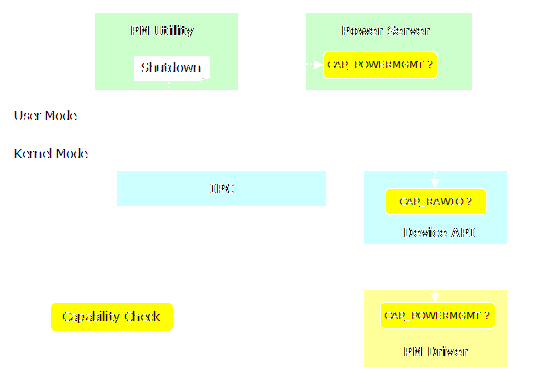 PM Utility
Power Server
Shutdown
CAP_POWERMGMT ?
User Mode
Kernel Mode
IPC
CAP_RAWIO ?
Device API
Capability Check
CAP_POWERMGMT ?
PM Driver